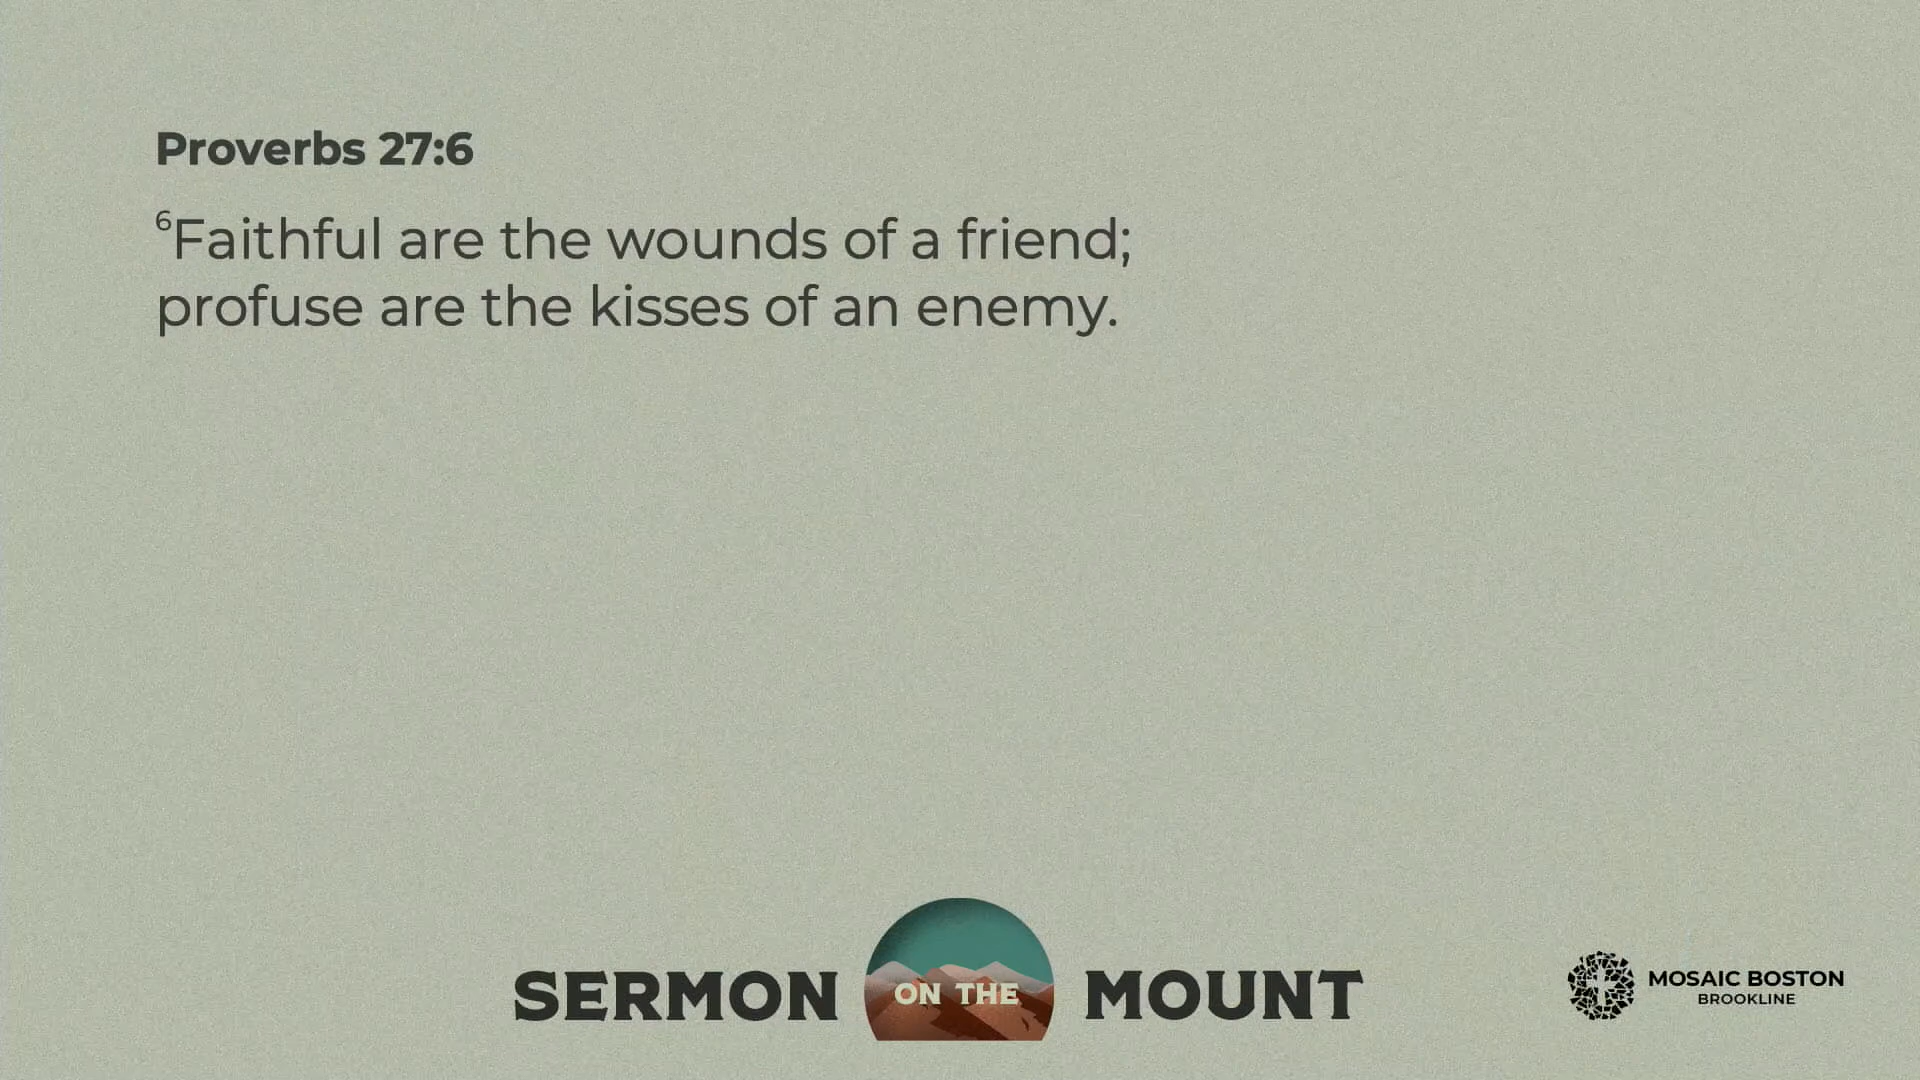 Proverbs 27:6
6Faithful are the wounds of a friend;
profuse are the kisses of an enemy.
SERMON ON THE MOUNT
MOSAIC BOSTON
BROOKLINE